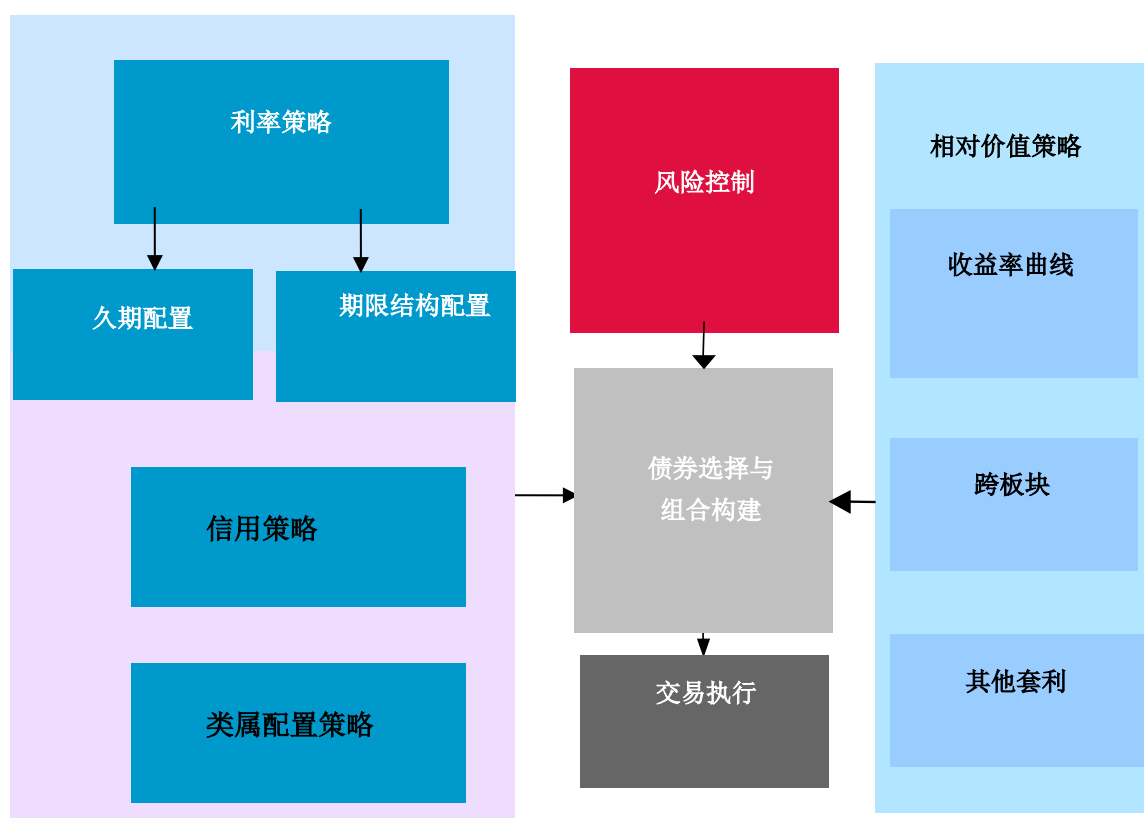 利率策略
久期配置
期限结构配置
信用策略
类属配置策略
风险控制
债券选择与
组合构建
交易执行
相对价值策略
收益率曲线
跨板块
其他套利